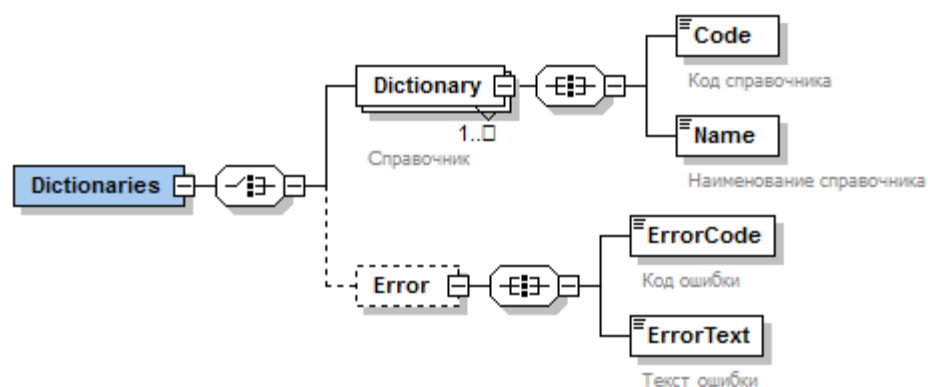 Code
Код справочника
Dictionary
1..□
Справочник
Name
Наименование справочника
Dictionaries
ErrorCode
Код ошибки
Error
ErrorText
Текст ошибки